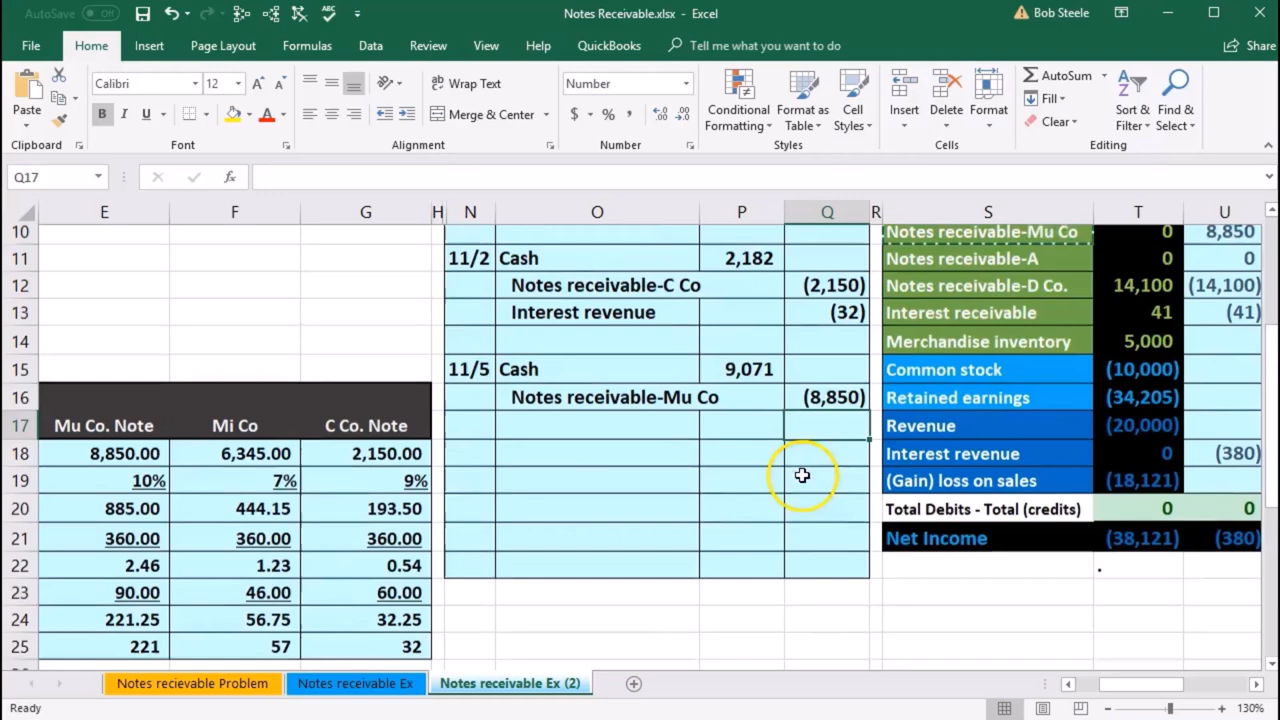 AutoSave Off Notes Receivable.xlsx - Excel Bob Steele
File Home Insert Page Layout Formulas Data Review View Help QuickBooks Tell me what you want to do Share
Paste Calibri 12 A A Wrap Text Number Conditional Formatting Format as Table Cell Styles Insert Delete Format AutoSum Sort & Filter Find & Select
B I U A Merge & Center $ % , Fill
Clear
Clipboard Font Alignment Number Styles Cells Editing
Q17 fx
E F G H N O P Q R S T U
10 Notes receivable-Mu Co 0 8,850
11 11/2 Cash 2,182 Notes receivable-A 0 0
12 Notes receivable-C Co (2,150) Notes receivable-D Co. 14,100 (14,100)
13 Interest revenue (32) Interest receivable 41 (41)
14 Merchandise inventory 5,000
15 11/5 Cash 9,071 Common stock (10,000)
16 Notes receivable-Mu Co (8,850) Retained earnings (34,205)
17 Mu Co. Note Mi Co C Co. Note Revenue (20,000)
18 8,850.00 6,345.00 2,150.00 Interest revenue 0 (380)
19 10% 7% 9% (Gain) loss on sales (18,121)
20 885.00 444.15 193.50 Total Debits - Total (credits) 0 0
21 360.00 360.00 360.00 Net Income (38,121) (380)
22 2.46 1.23 0.54 .
23 90.00 46.00 60.00
24 221.25 56.75 32.25
25 221 57 32
Notes recievable Problem Notes receivable Ex Notes receivable Ex (2)
Ready 130%